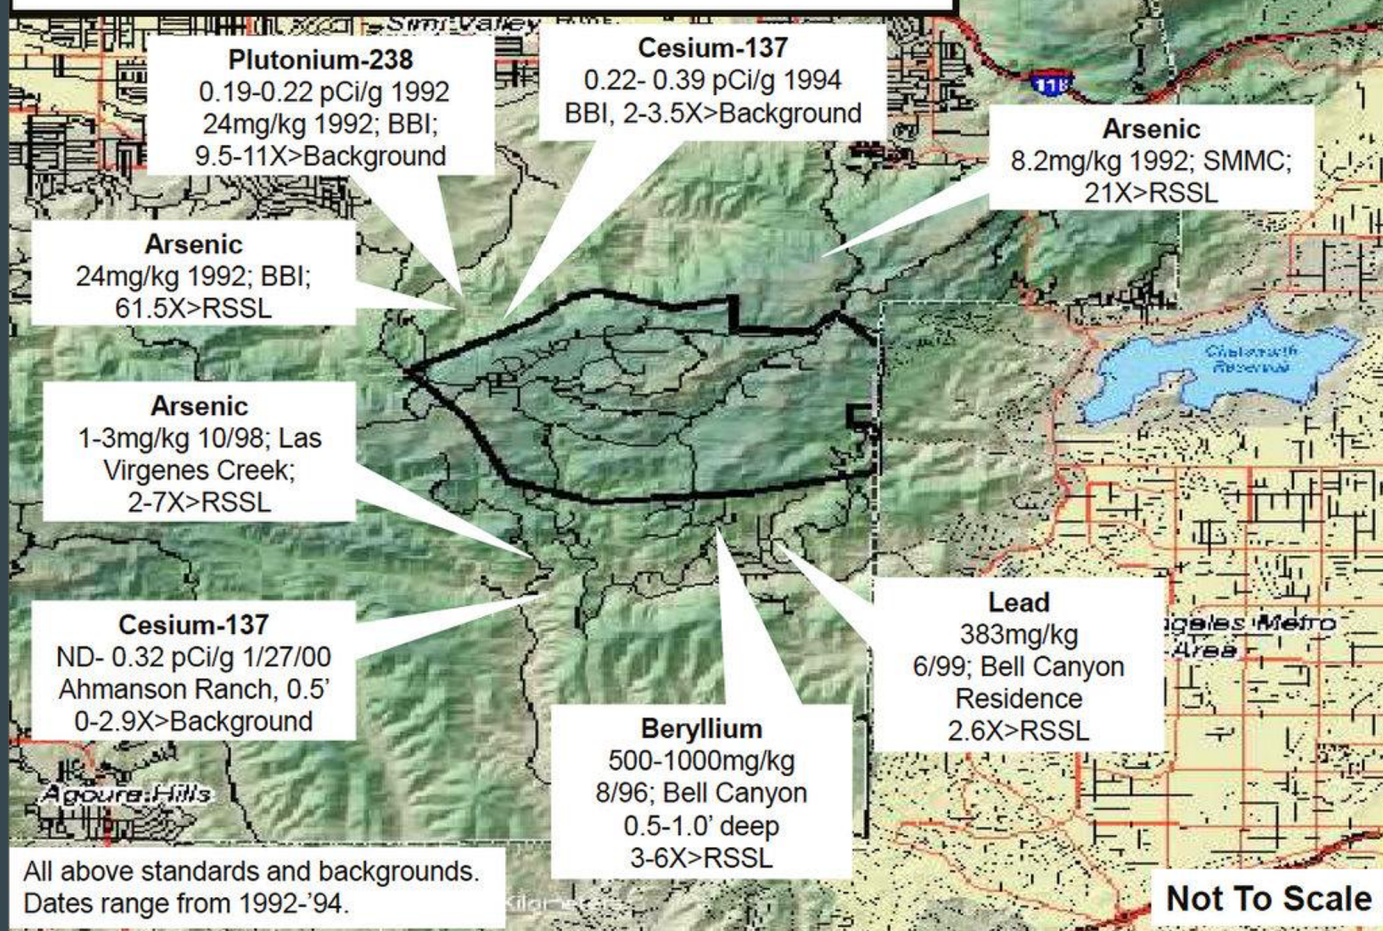 Simi Valley
Plutonium-238
0.19-0.22 pCi/g 1992
24mg/kg 1992; BBI;
9.5-11X>Background
Cesium-137
0.22- 0.39 pCi/g 1994
BBI, 2-3.5X>Background
118
Arsenic
8.2mg/kg 1992; SMMC;
21X>RSSL
Arsenic
24mg/kg 1992; BBI;
61.5X>RSSL
Chatsworth
Reservoir
Arsenic
1-3mg/kg 10/98; Las
Virgenes Creek;
2-7X>RSSL
Cesium-137
ND- 0.32 pCi/g 1/27/00
Ahmanson Ranch, 0.5’
0-2.9X>Background
Lead
383mg/kg
6/99; Bell Canyon
Residence
2.6X>RSSL
geles Metro
Area
Beryllium
500-1000mg/kg
8/96; Bell Canyon
0.5-1.0’ deep
3-6X>RSSL
Agoura Hills
All above standards and backgrounds.
Dates range from 1992-’94.
Kilometers
Not To Scale